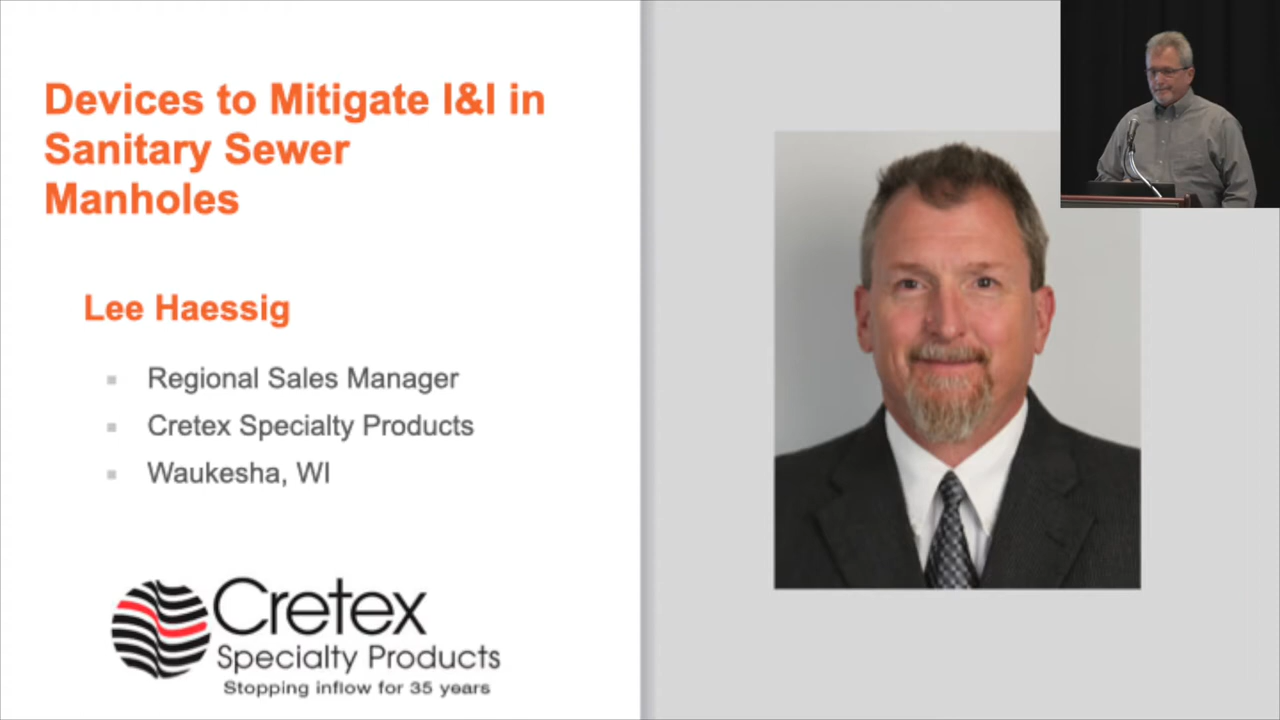 Devices to Mitigate I&I in
Sanitary Sewer
Manholes
Lee Haessig
Regional Sales Manager
Cretex Specialty Products
Waukesha, WI
Cretex
Specialty Products
Stopping inflow for 35 years